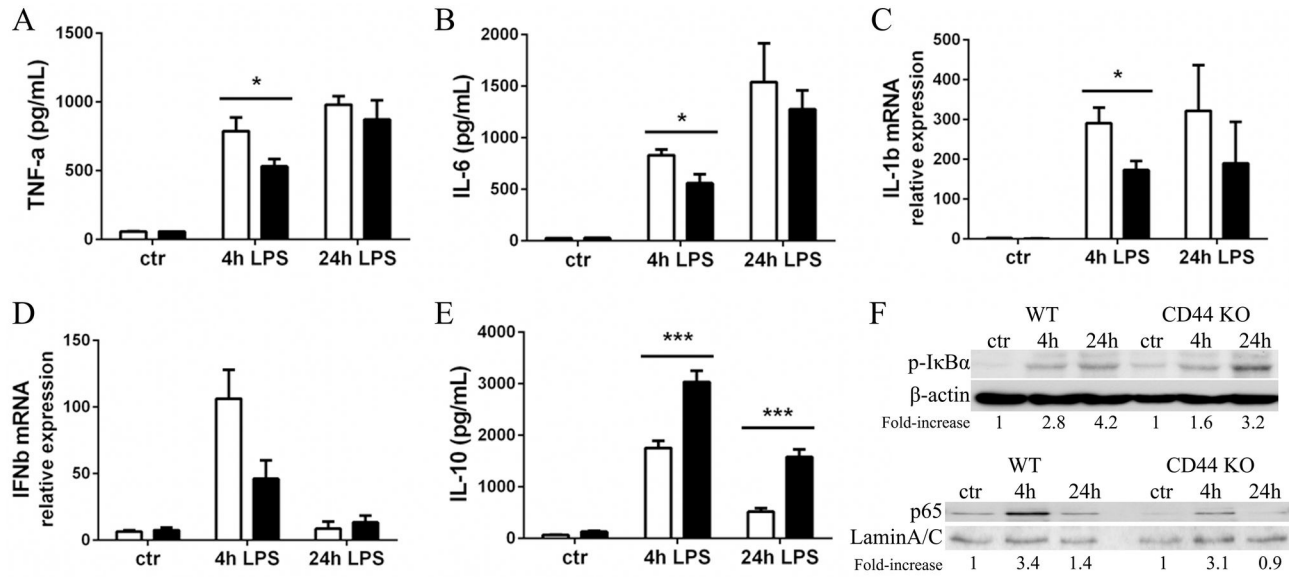 A
TNF-a (pg/mL)
1500
1000
500
0
*
ctr 4h LPS 24h LPS
B
IL-6 (pg/mL)
2000
1500
1000
500
0
*
ctr 4h LPS 24h LPS
C
IL-1b mRNA
relative expression
500
400
300
200
100
0
*
ctr 4h LPS 24h LPS
D
IFNb mRNA
relative expression
150
100
50
0
ctr 4h LPS 24h LPS
E
IL-10 (pg/mL)
4000
3000
2000
1000
0
***
***
ctr 4h LPS 24h LPS
F
WT CD44 KO
ctr 4h 24h ctr 4h 24h
p-IκBα
β-actin
Fold-increase 1 2.8 4.2 1 1.6 3.2
WT CD44 KO
ctr 4h 24h ctr 4h 24h
p65
LaminA/C
Fold-increase 1 3.4 1.4 1 3.1 0.9